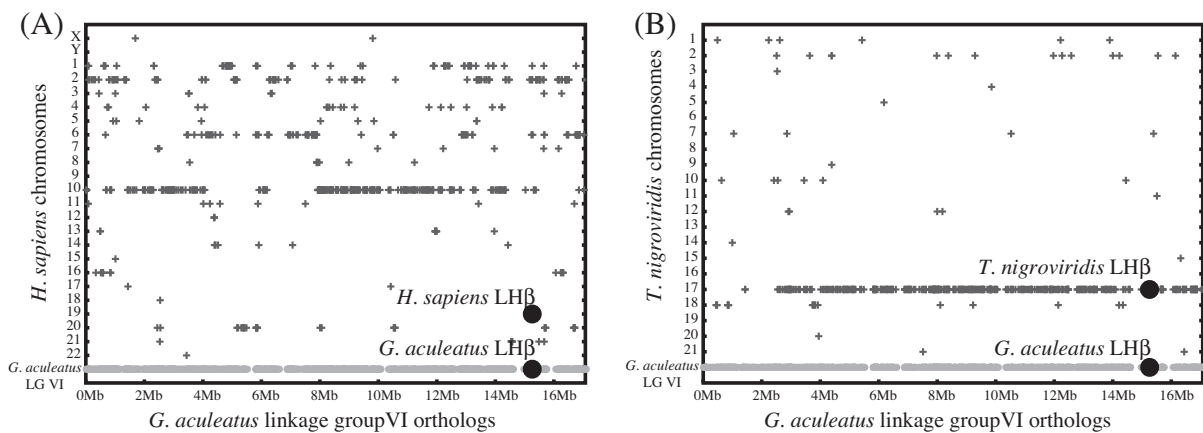 (A)
H. sapiens chromosomes
X
Y
1
2
3
4
5
6
7
8
10
11
12
13
14
15
16
17
18
19
20
21
22
G. aculeatus
LG VI
H. sapiens LHβ
G. aculeatus LHβ
0Mb 2Mb 4Mb 6Mb 8Mb 10Mb 12Mb 14Mb 16Mb
G. aculeatus linkage groupVI orthologs
(B)
T. nigroviridis chromosomes
1
2
3
4
5
6
7
8
9
10
11
12
13
14
15
16
17
18
19
20
21
G. aculeatus
LG VI
T. nigroviridis LHβ
G. aculeatus LHβ
0Mb 2Mb 4Mb 6Mb 8Mb 10Mb 12Mb 14Mb 16Mb
G. aculeatus linkage groupVI orthologs